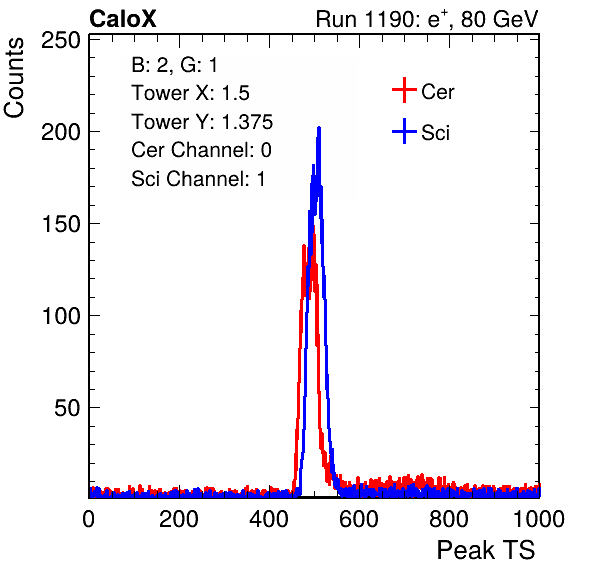 CaloX
Run 1190: e+, 80 GeV
Counts
B: 2, G: 1
Tower X: 1.5
Tower Y: 1.375
Cer Channel: 0
Sci Channel: 1
Cer
Sci
250
200
150
100
50
0 200 400 600 800 1000
Peak TS